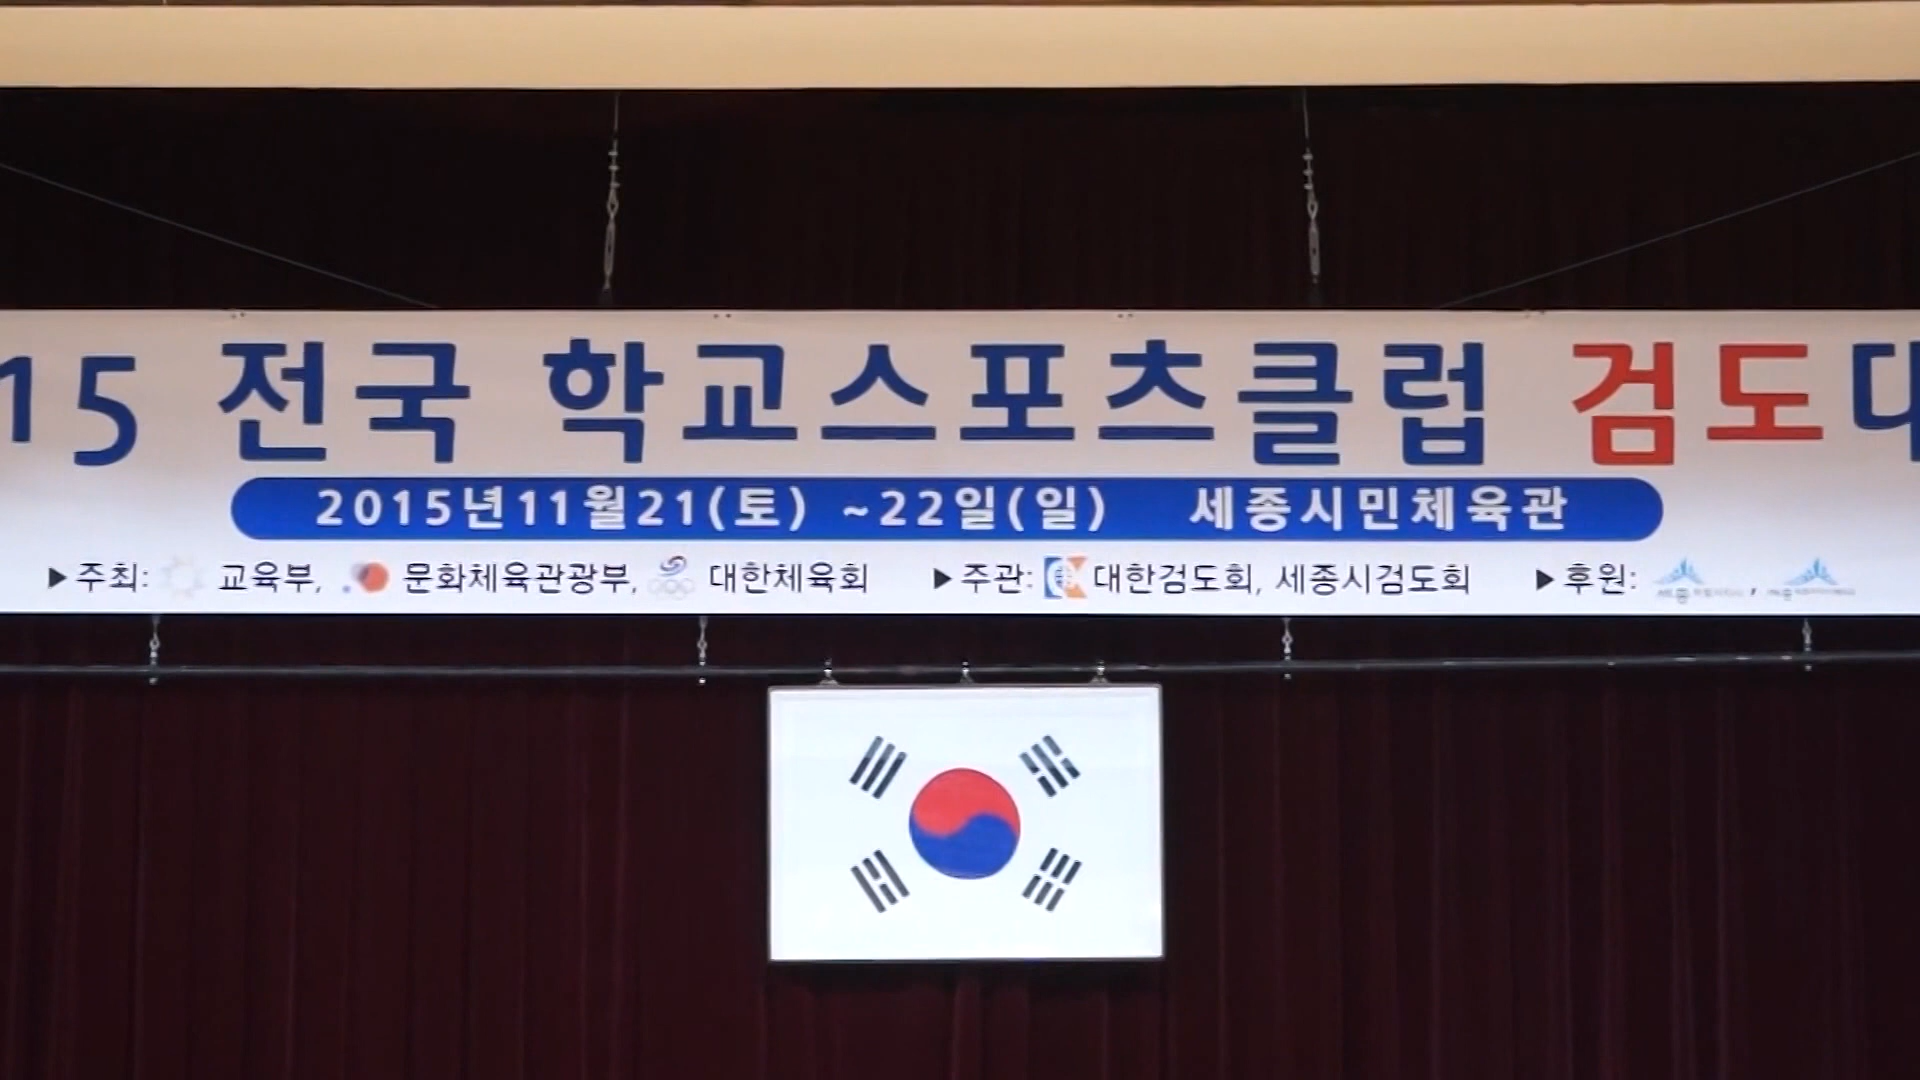 15 전국 학교스포츠클럽 검도대
2015년11월21(토) ~22일(일) 세종시민체육관
▶주최: 교육부, 문화체육관광부, 대한체육회 ▶주관: 대한검도회, 세종시검도회 ▶후원: